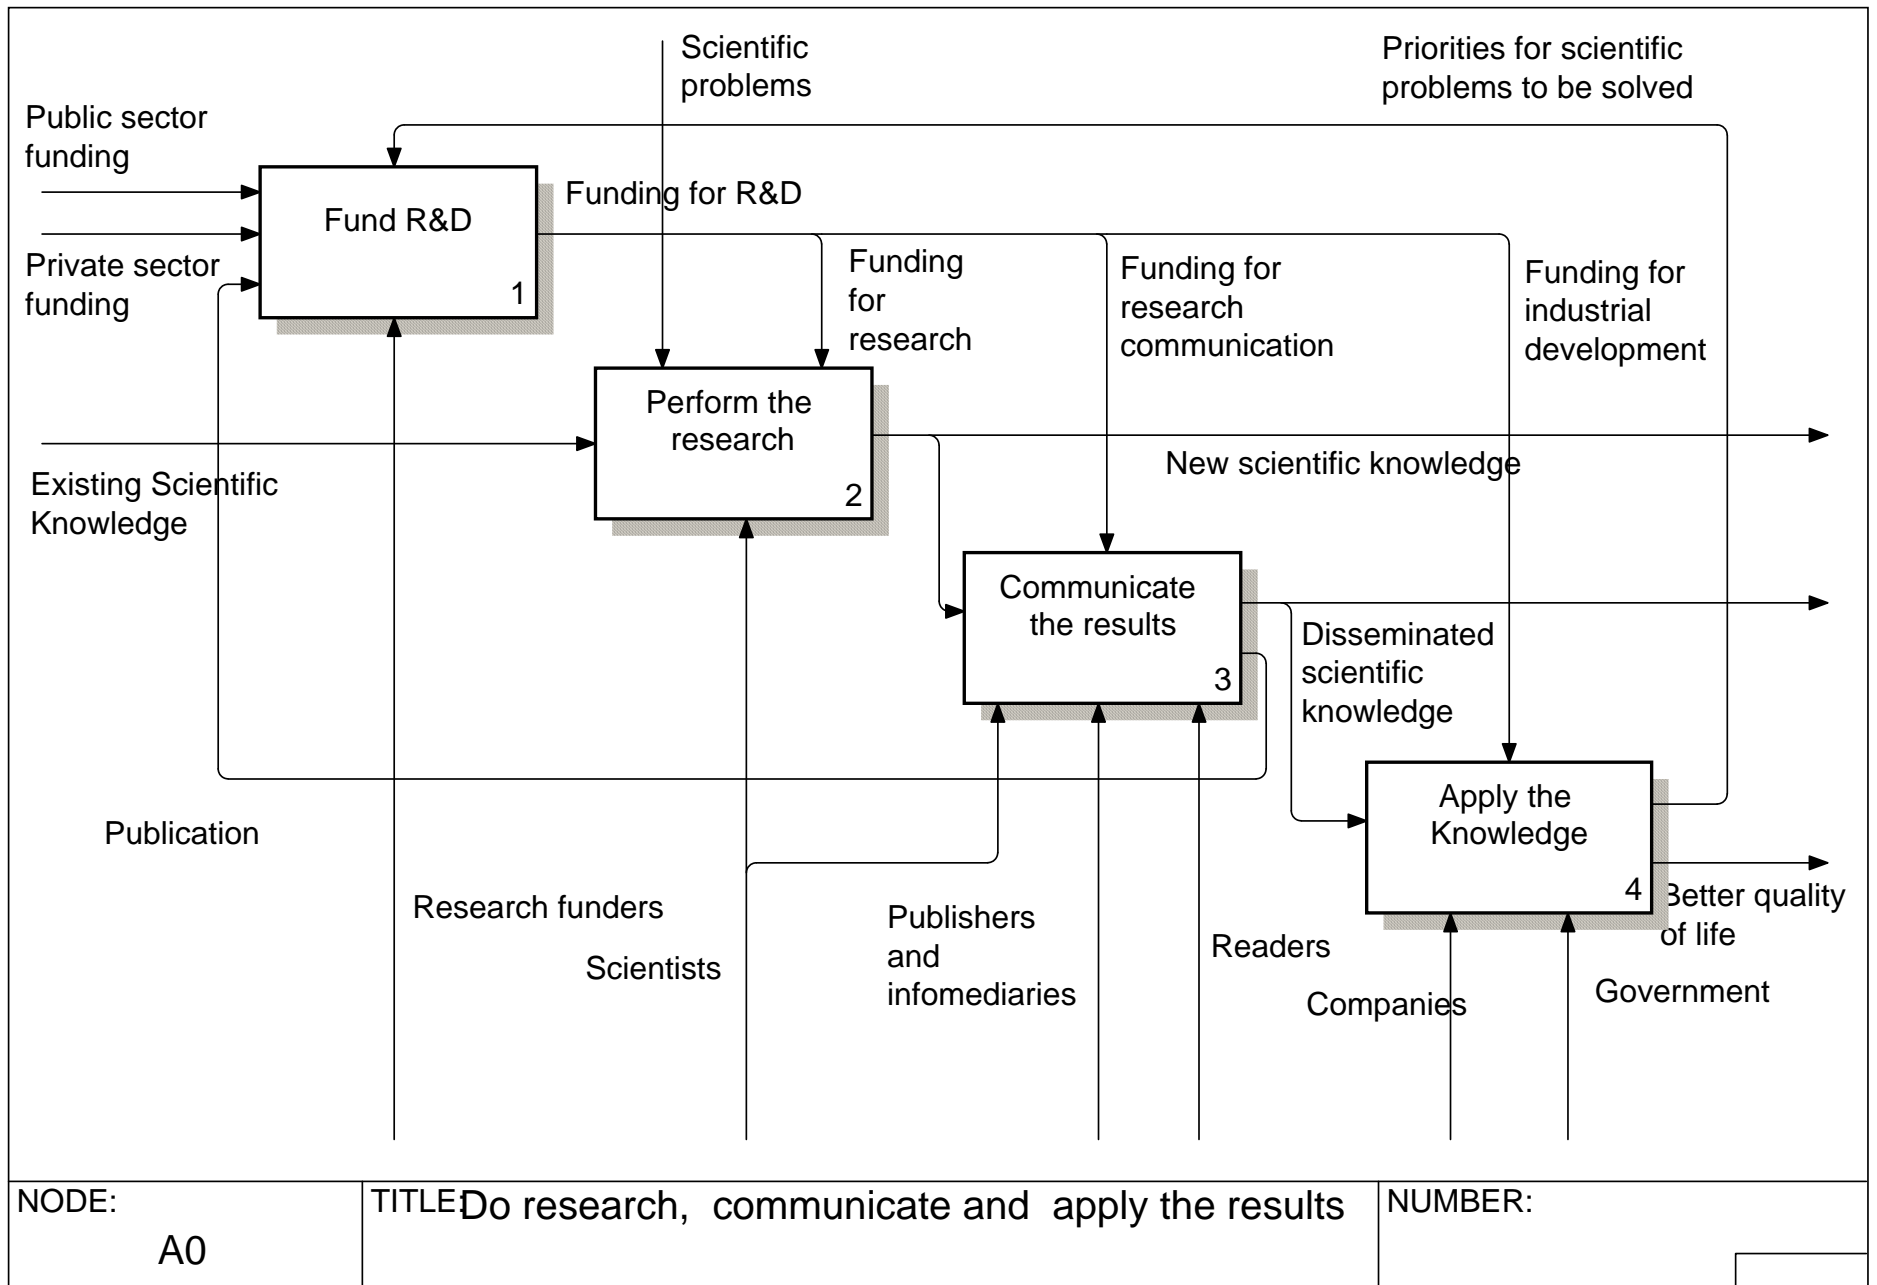 Scientific
problems
Priorities for scientific
problems to be solved
Public sector
funding
Fund R&D
1
Funding for R&D
Private sector
funding
Funding
for
research
Funding for
research
communication
Funding for
industrial
development
Perform the
research
2
Existing Scientific
Knowledge
New scientific knowledge
Communicate
the results
3
Disseminated
scientific
knowledge
Apply the
Knowledge
4
Publication
Better quality
of life
Research funders
Scientists
Publishers
and
infomediaries
Readers
Companies
Government
NODE:
A0
TITLE:
Do research, communicate and apply the results
NUMBER: